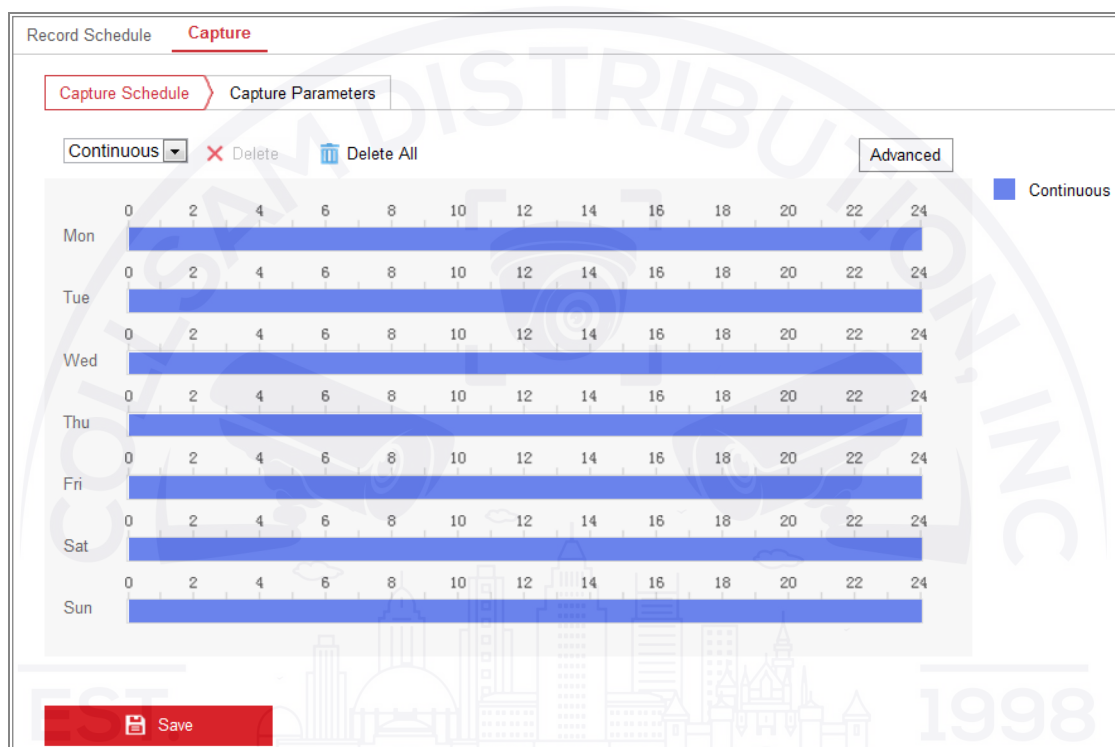 Record Schedule Capture
Capture Schedule Capture Parameters
Continuous Delete Delete All Advanced
Continuous
0 2 4 6 8 10 12 14 16 18 20 22 24
Mon
0 2 4 6 8 10 12 14 16 18 20 22 24
Tue
0 2 4 6 8 10 12 14 16 18 20 22 24
Wed
0 2 4 6 8 10 12 14 16 18 20 22 24
Thu
0 2 4 6 8 10 12 14 16 18 20 22 24
Fri
0 2 4 6 8 10 12 14 16 18 20 22 24
Sat
0 2 4 6 8 10 12 14 16 18 20 22 24
Sun
Save
COLLSAM DISTRIBUTION, INC
EST. 1998